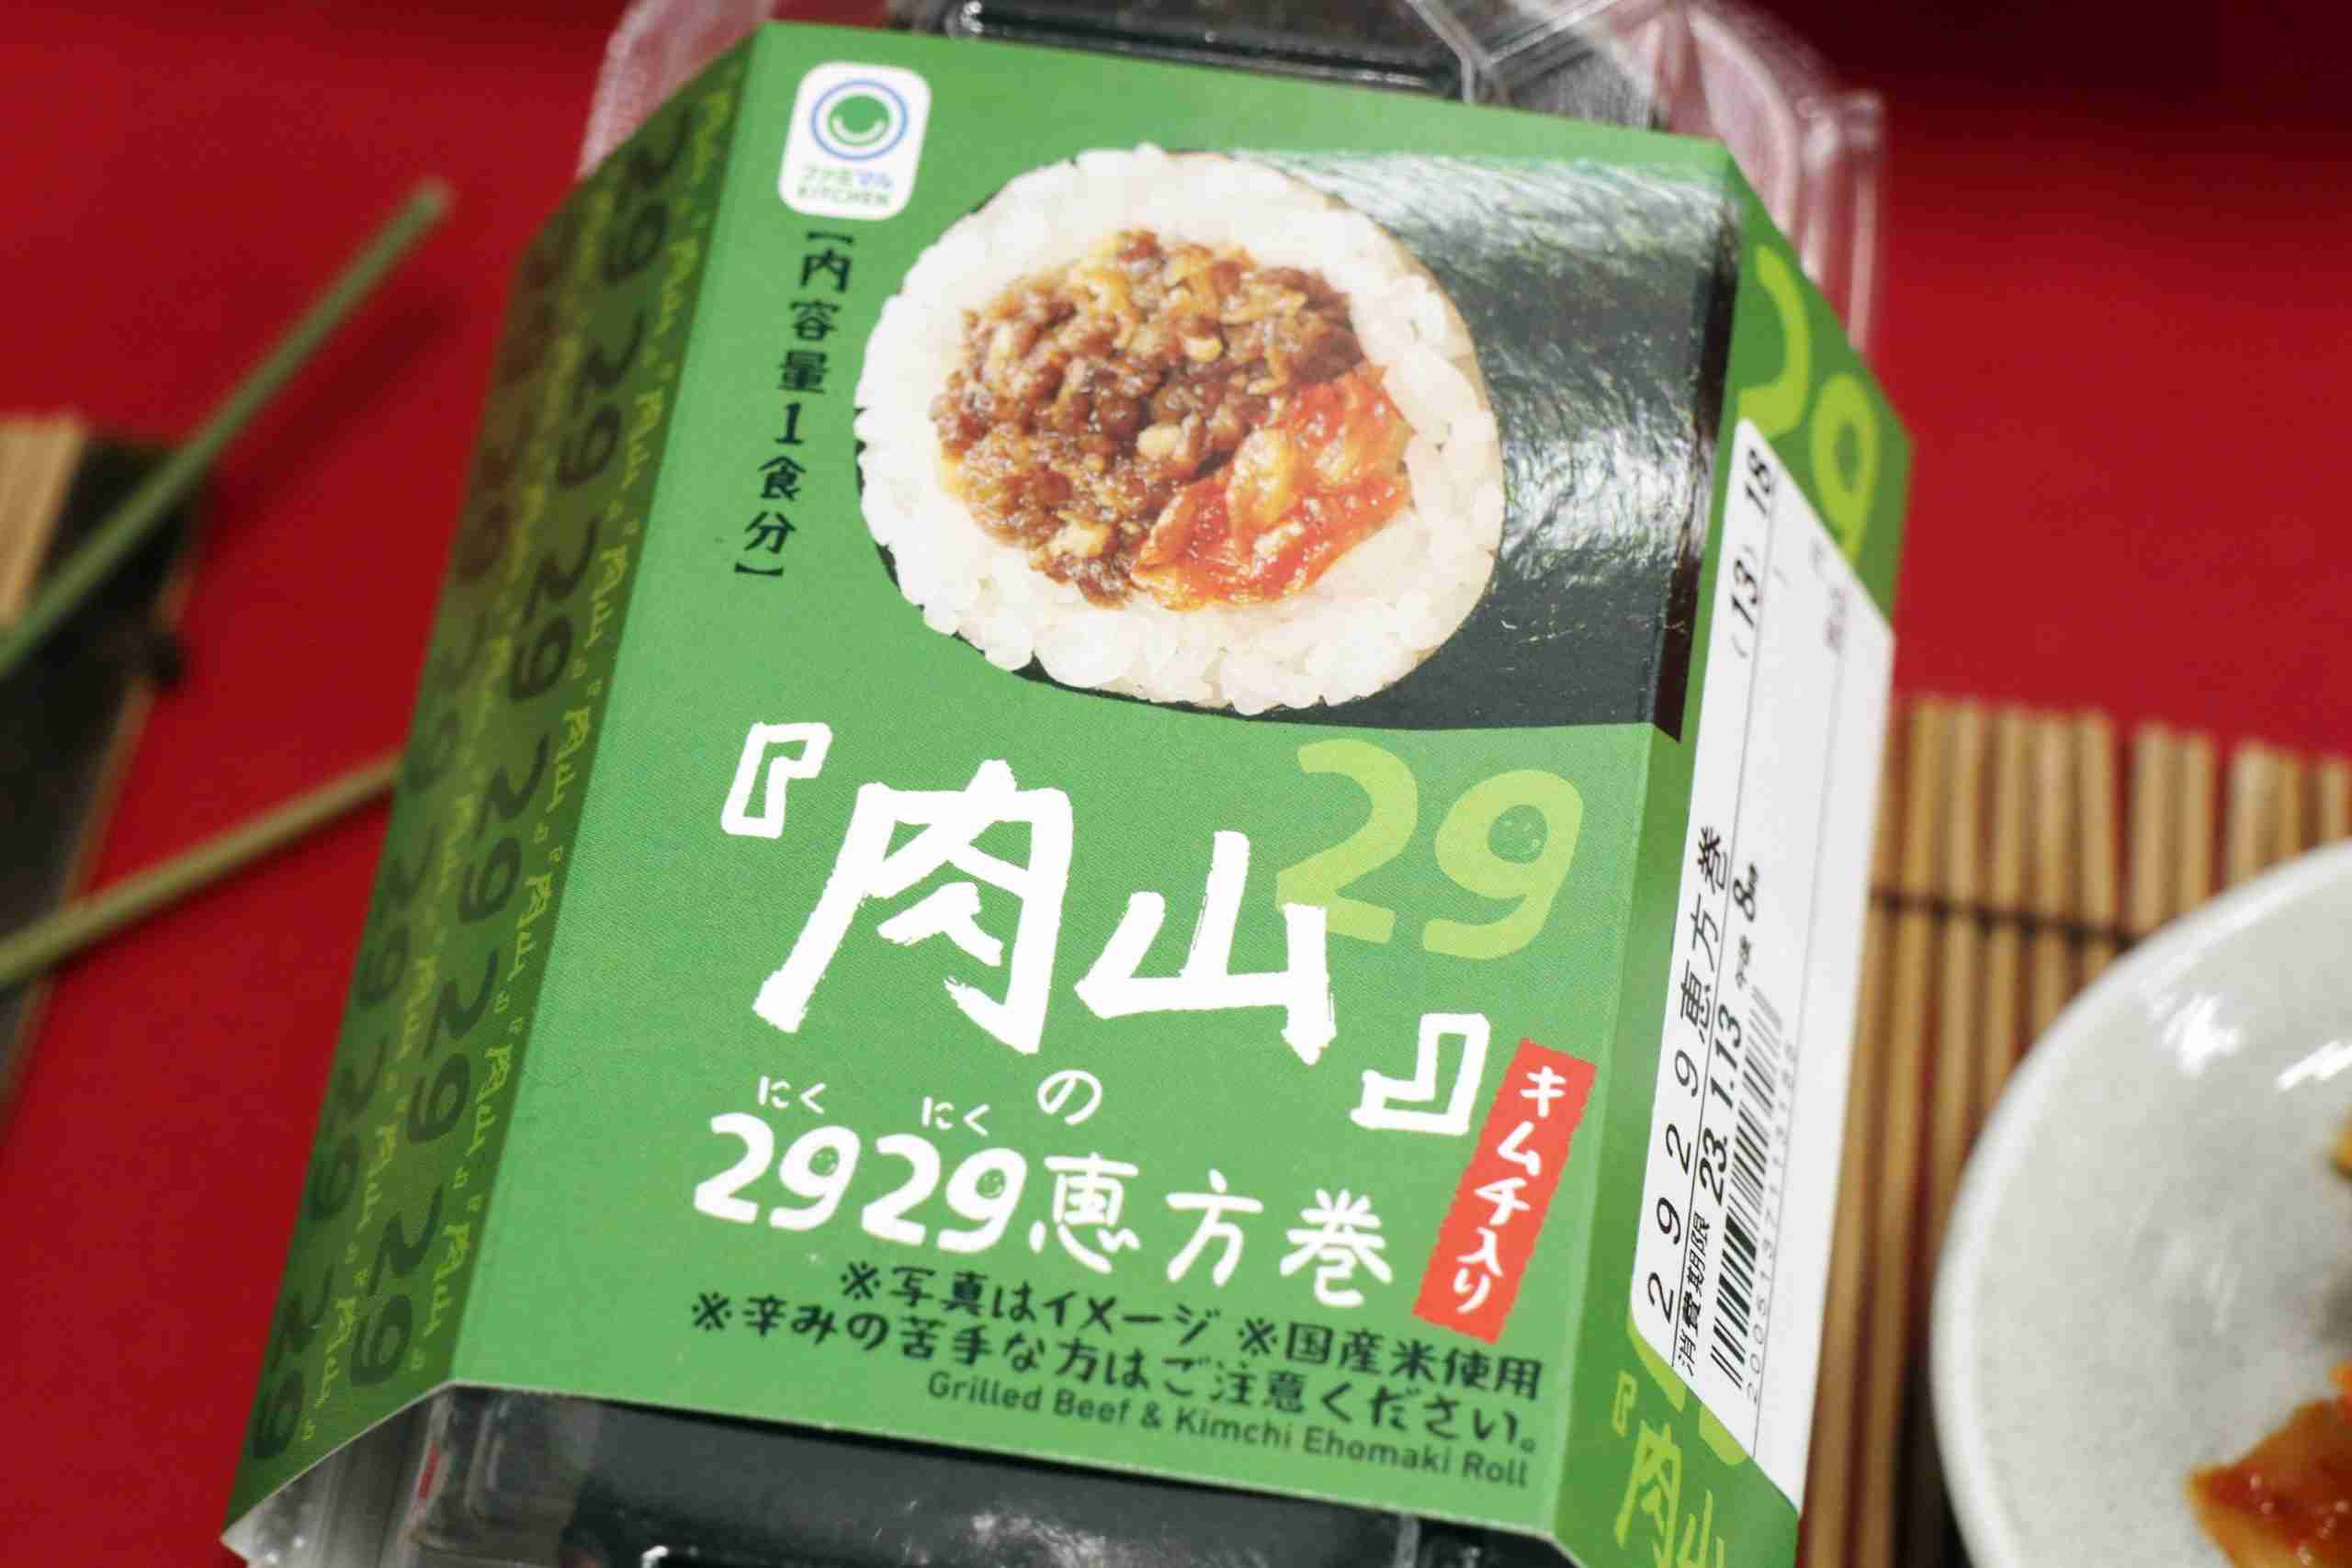 ファミマル
KITCHEN
【内容量1食分】
29
『肉山』
の
にく にく
2929恵方巻
キムチ入り
※写真はイメージ ※国産米使用
※辛みの苦手な方はご注意ください。
Grilled Beef & Kimchi Ehomaki Roll
2929恵方巻
(13) 18
消費期限 23. 1.13 午後 8時
29
『肉山